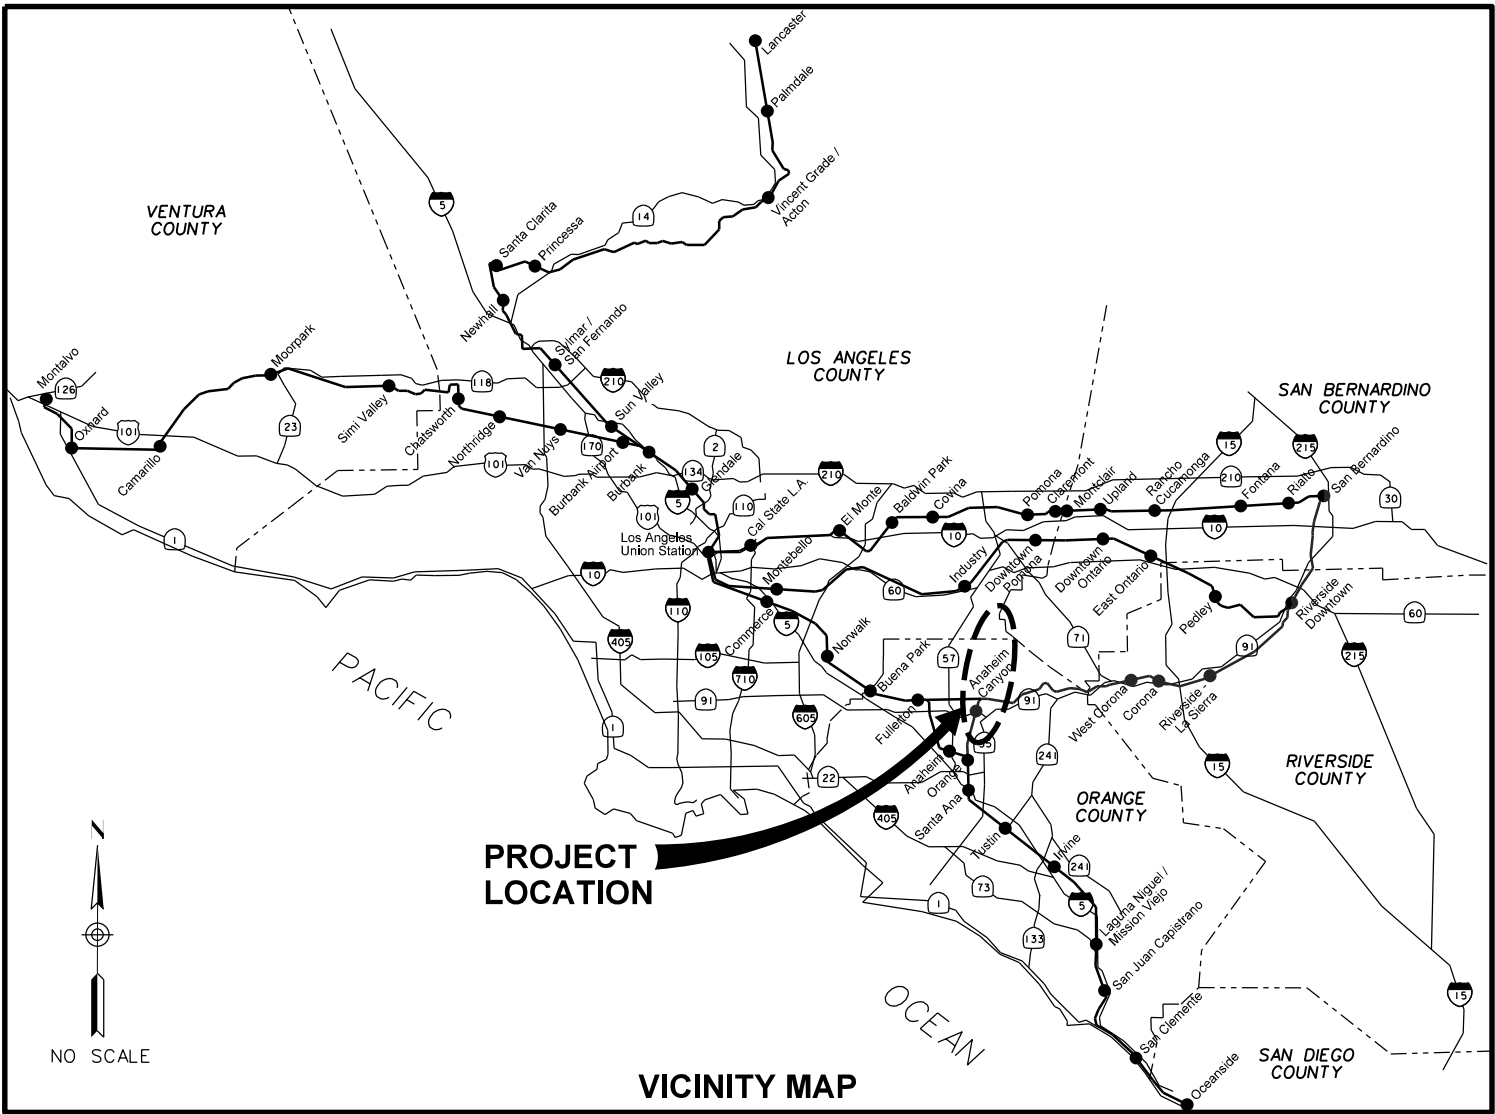 Lancaster
Palmdale
Vincent Grade /
Acton
14
5
VENTURA
COUNTY
Santa Clarita
Princessa
Newhall
Sylmar /
San Fernando
LOS ANGELES
COUNTY
SAN BERNARDINO
COUNTY
Montalvo
126
Moorpark
118
210
Sun Valley
Oxnard
101
Camarillo
23
Simi Valley
Chatsworth
Northridge
101
Van Nuys
170
Burbank Airport
Burbank
2
134
Glendale
5
101
110
210
15
215
210
30
Los Angeles
Union Station
Cal State L.A.
El Monte
Baldwin Park
Covina
Pomona
Claremont
Montclair
Upland
Rancho
Cucamonga
Fontana
Rialto
San Bernardino
1
10
10
10
Montebello
60
Industry
Downtown
Pomona
Downtown
Ontario
East Ontario
Pedley
Riverside
Downtown
60
110
Commerce
5
405
105
710
Norwalk
57
71
91
215
Buena Park
Anaheim
Canyon
91
605
Fullerton
91
West Corona
Corona
Riverside
La Sierra
1
PACIFIC
55
241
15
22
Anaheim
Orange
Santa Ana
405
RIVERSIDE
COUNTY
ORANGE
COUNTY
Tustin
Irvine
241
N
PROJECT
LOCATION
73
1
5
133
Laguna Niguel /
Mission Viejo
San Juan Capistrano
15
OCEAN
San Clemente
Oceanside
SAN DIEGO
COUNTY
NO SCALE
VICINITY MAP